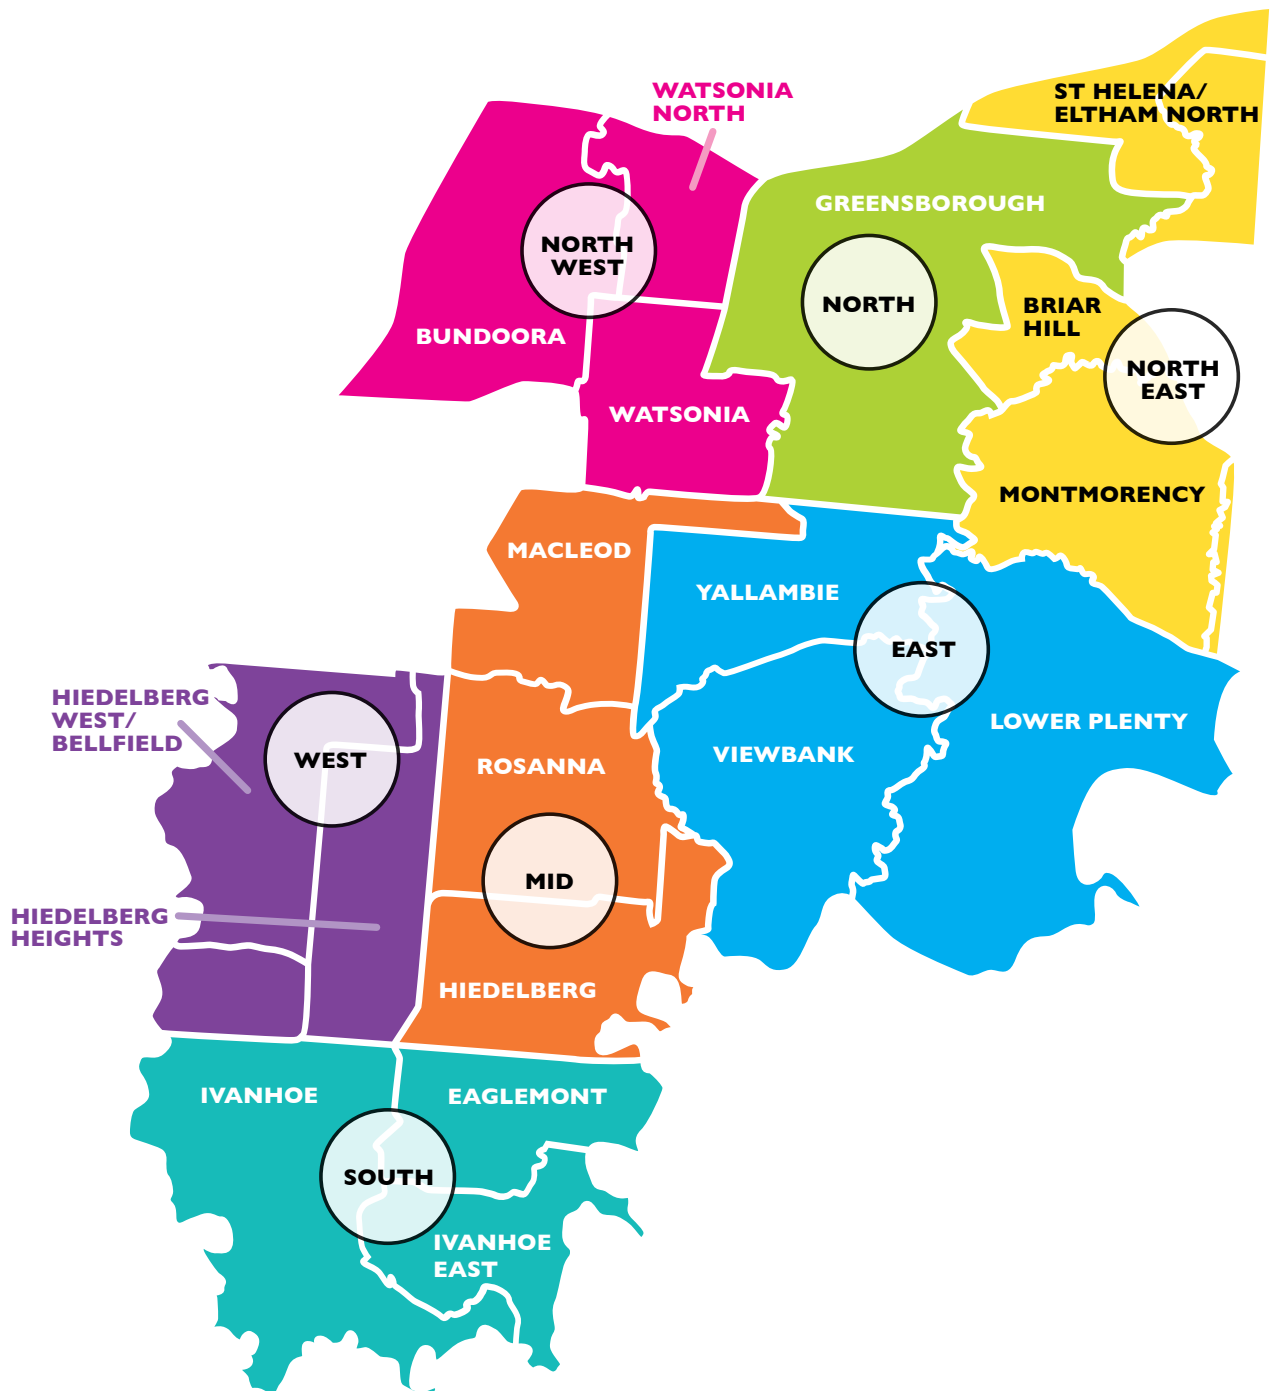 WATSONIA
NORTH
ST HELENA/
ELTHAM NORTH
GREENSBOROUGH
NORTH
WEST
NORTH
BRIAR
HILL
BUNDOORA
NORTH
EAST
WATSONIA
MONTMORENCY
MACLEOD
YALLAMBIE
EAST
HIEDELBERG
WEST/
BELLFIELD
LOWER PLENTY
WEST
ROSANNA
VIEWBANK
MID
HIEDELBERG
HEIGHTS
HIEDELBERG
IVANHOE
EAGLEMONT
SOUTH
IVANHOE
EAST